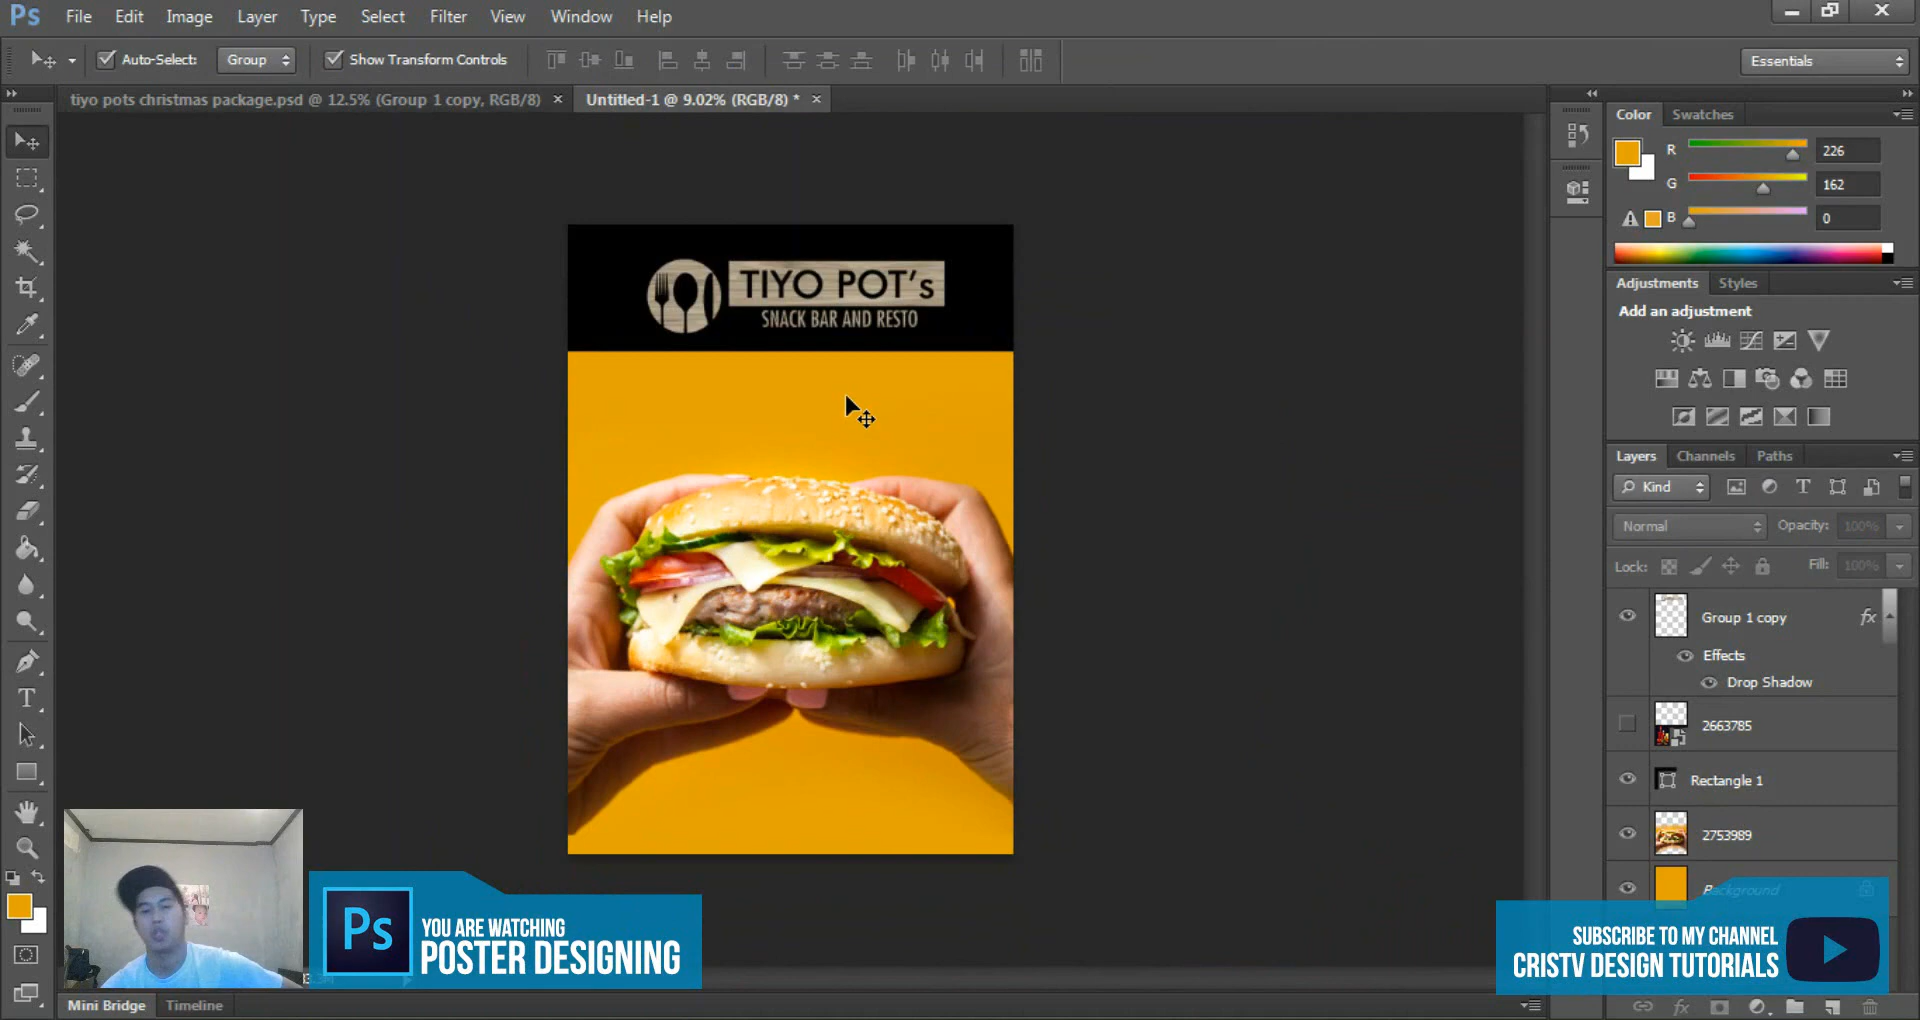 Ps File Edit Image Layer Type Select Filter View Window Help
Auto-Select: Group Show Transform Controls Essentials
tiyo pots christmas package.psd @ 12.5% (Group 1 copy, RGB/8) × Untitled-1 @ 9.02% (RGB/8) * ×
Color Swatches
R 226
G 162
B 0
Adjustments Styles
Add an adjustment
TIYO POT's
SNACK BAR AND RESTO
Layers Channels Paths
Kind
Normal Opacity: 100%
Lock: Fill: 100%
Group 1 copy fx
Effects
Drop Shadow
2663785
Rectangle 1
2753989
Background
T
Ps
YOU ARE WATCHING
POSTER DESIGNING
SUBSCRIBE TO MY CHANNEL
CRISTV DESIGN TUTORIALS
Mini Bridge Timeline
fx